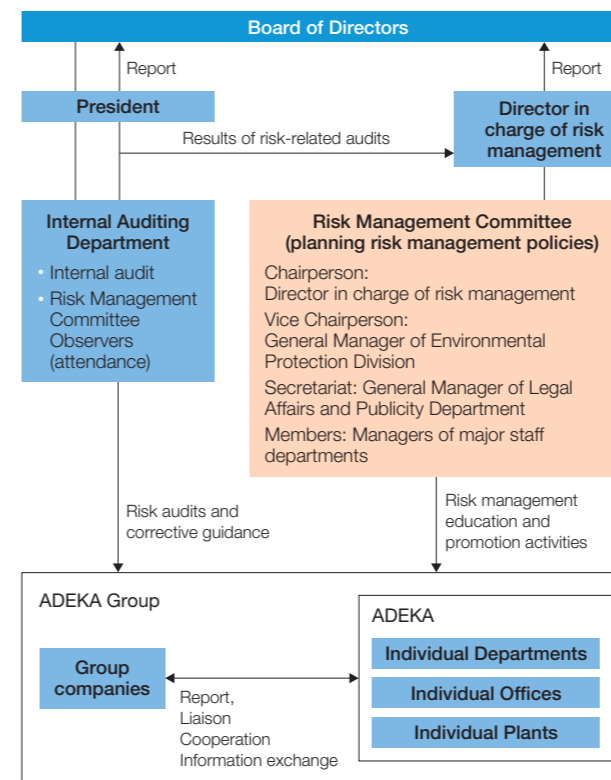 Board of Directors
Report
Report
President
Director in
charge of risk
management
Results of risk-related audits
Internal Auditing
Department
• Internal audit
• Risk Management
Committee
Observers
(attendance)
Risk Management Committee
(planning risk management policies)
Chairperson:
Director in charge of risk management
Vice Chairperson:
General Manager of Environmental
Protection Division
Secretariat: General Manager of Legal
Affairs and Publicity Department
Members: Managers of major staff
departments
Risk audits and
corrective guidance
Risk management
education and
promotion activities
ADEKA Group
Group
companies
Report,
Liaison
Cooperation
Information exchange
ADEKA
Individual Departments
Individual Offices
Individual Plants